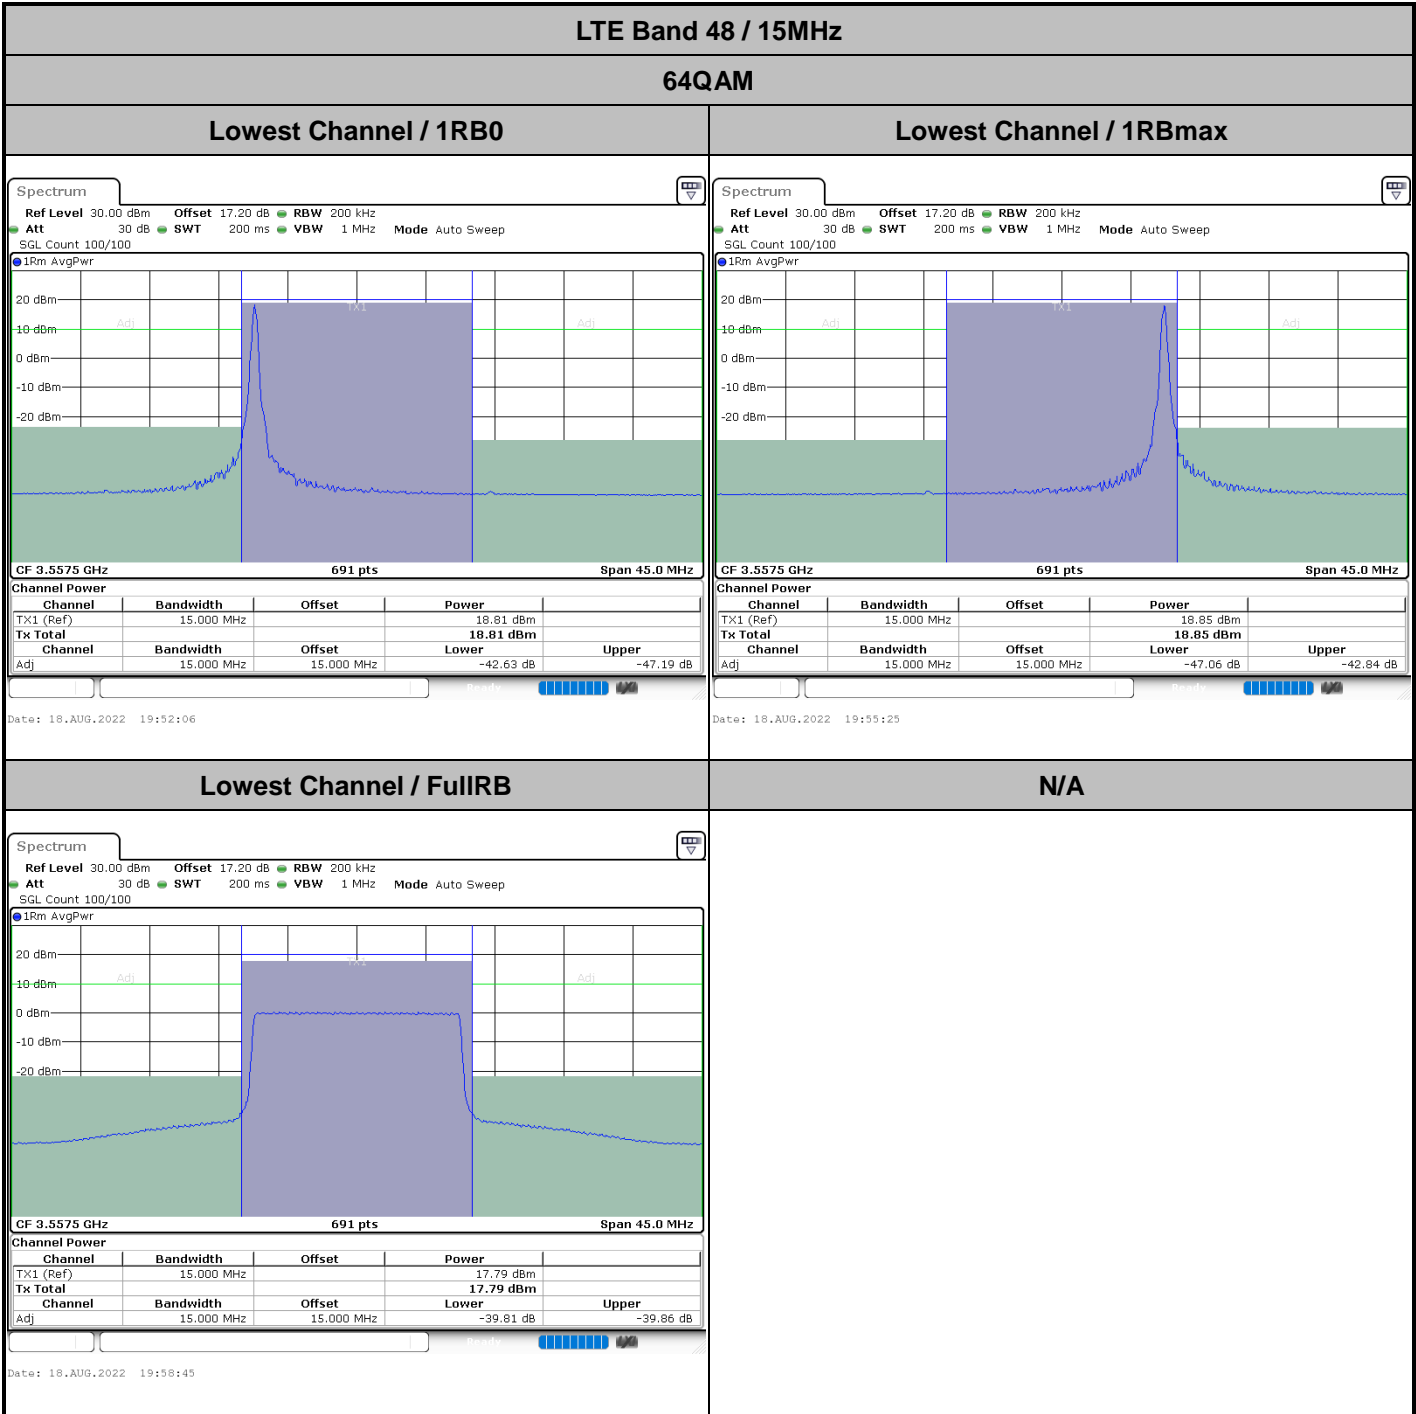 LTE Band 48 / 15MHz
64QAM
Lowest Channel / 1RB0
Spectrum
Ref Level 30.00 dBm Offset 17.20 dB RBW 200 kHz
Att 30 dB SWT 200 ms VBW 1 MHz Mode Auto Sweep
SGL Count 100/100
1Rm AvgPwr
TX1
20 dBm
Adj Adj
10 dBm
0 dBm
-10 dBm
-20 dBm
CF 3.5575 GHz 691 pts Span 45.0 MHz
Channel Power
Channel Bandwidth Offset Power
TX1 (Ref) 15.000 MHz 18.81 dBm
Tx Total 18.81 dBm
Channel Bandwidth Offset Lower Upper
Adj 15.000 MHz 15.000 MHz -42.63 dB -47.19 dB
Ready
Date: 18.AUG.2022 19:52:06
Lowest Channel / 1RBmax
Spectrum
Ref Level 30.00 dBm Offset 17.20 dB RBW 200 kHz
Att 30 dB SWT 200 ms VBW 1 MHz Mode Auto Sweep
SGL Count 100/100
1Rm AvgPwr
TX1
20 dBm
Adj Adj
10 dBm
0 dBm
-10 dBm
-20 dBm
CF 3.5575 GHz 691 pts Span 45.0 MHz
Channel Power
Channel Bandwidth Offset Power
TX1 (Ref) 15.000 MHz 18.85 dBm
Tx Total 18.85 dBm
Channel Bandwidth Offset Lower Upper
Adj 15.000 MHz 15.000 MHz -47.06 dB -42.84 dB
Ready
Date: 18.AUG.2022 19:55:25
Lowest Channel / FullRB
Spectrum
Ref Level 30.00 dBm Offset 17.20 dB RBW 200 kHz
Att 30 dB SWT 200 ms VBW 1 MHz Mode Auto Sweep
SGL Count 100/100
1Rm AvgPwr
20 dBm
TX1
Adj Adj
10 dBm
0 dBm
-10 dBm
-20 dBm
CF 3.5575 GHz 691 pts Span 45.0 MHz
Channel Power
Channel Bandwidth Offset Power
TX1 (Ref) 15.000 MHz 17.79 dBm
Tx Total 17.79 dBm
Channel Bandwidth Offset Lower Upper
Adj 15.000 MHz 15.000 MHz -39.81 dB -39.86 dB
Ready
Date: 18.AUG.2022 19:58:45
N/A